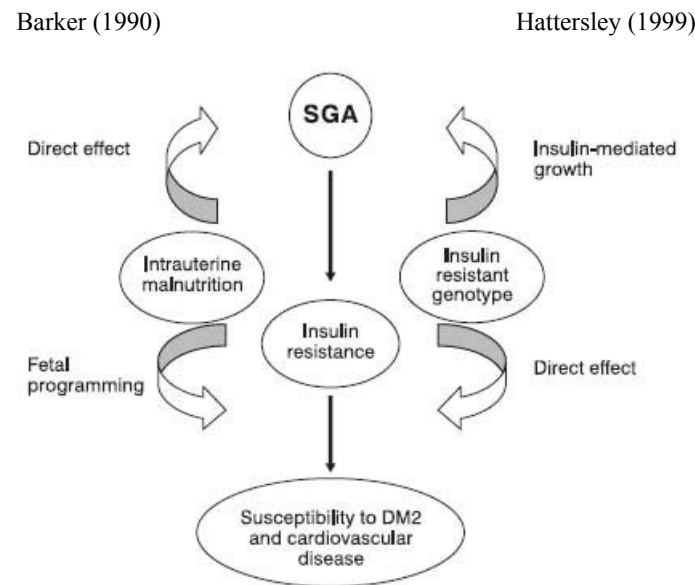 Barker (1990)
Hattersley (1999)
SGA
Direct effect
Insulin-mediated
growth
Intrauterine
malnutrition
Insulin
resistant
genotype
Insulin
resistance
Fetal
programming
Direct effect
Susceptibility to DM2
and cardiovascular
disease